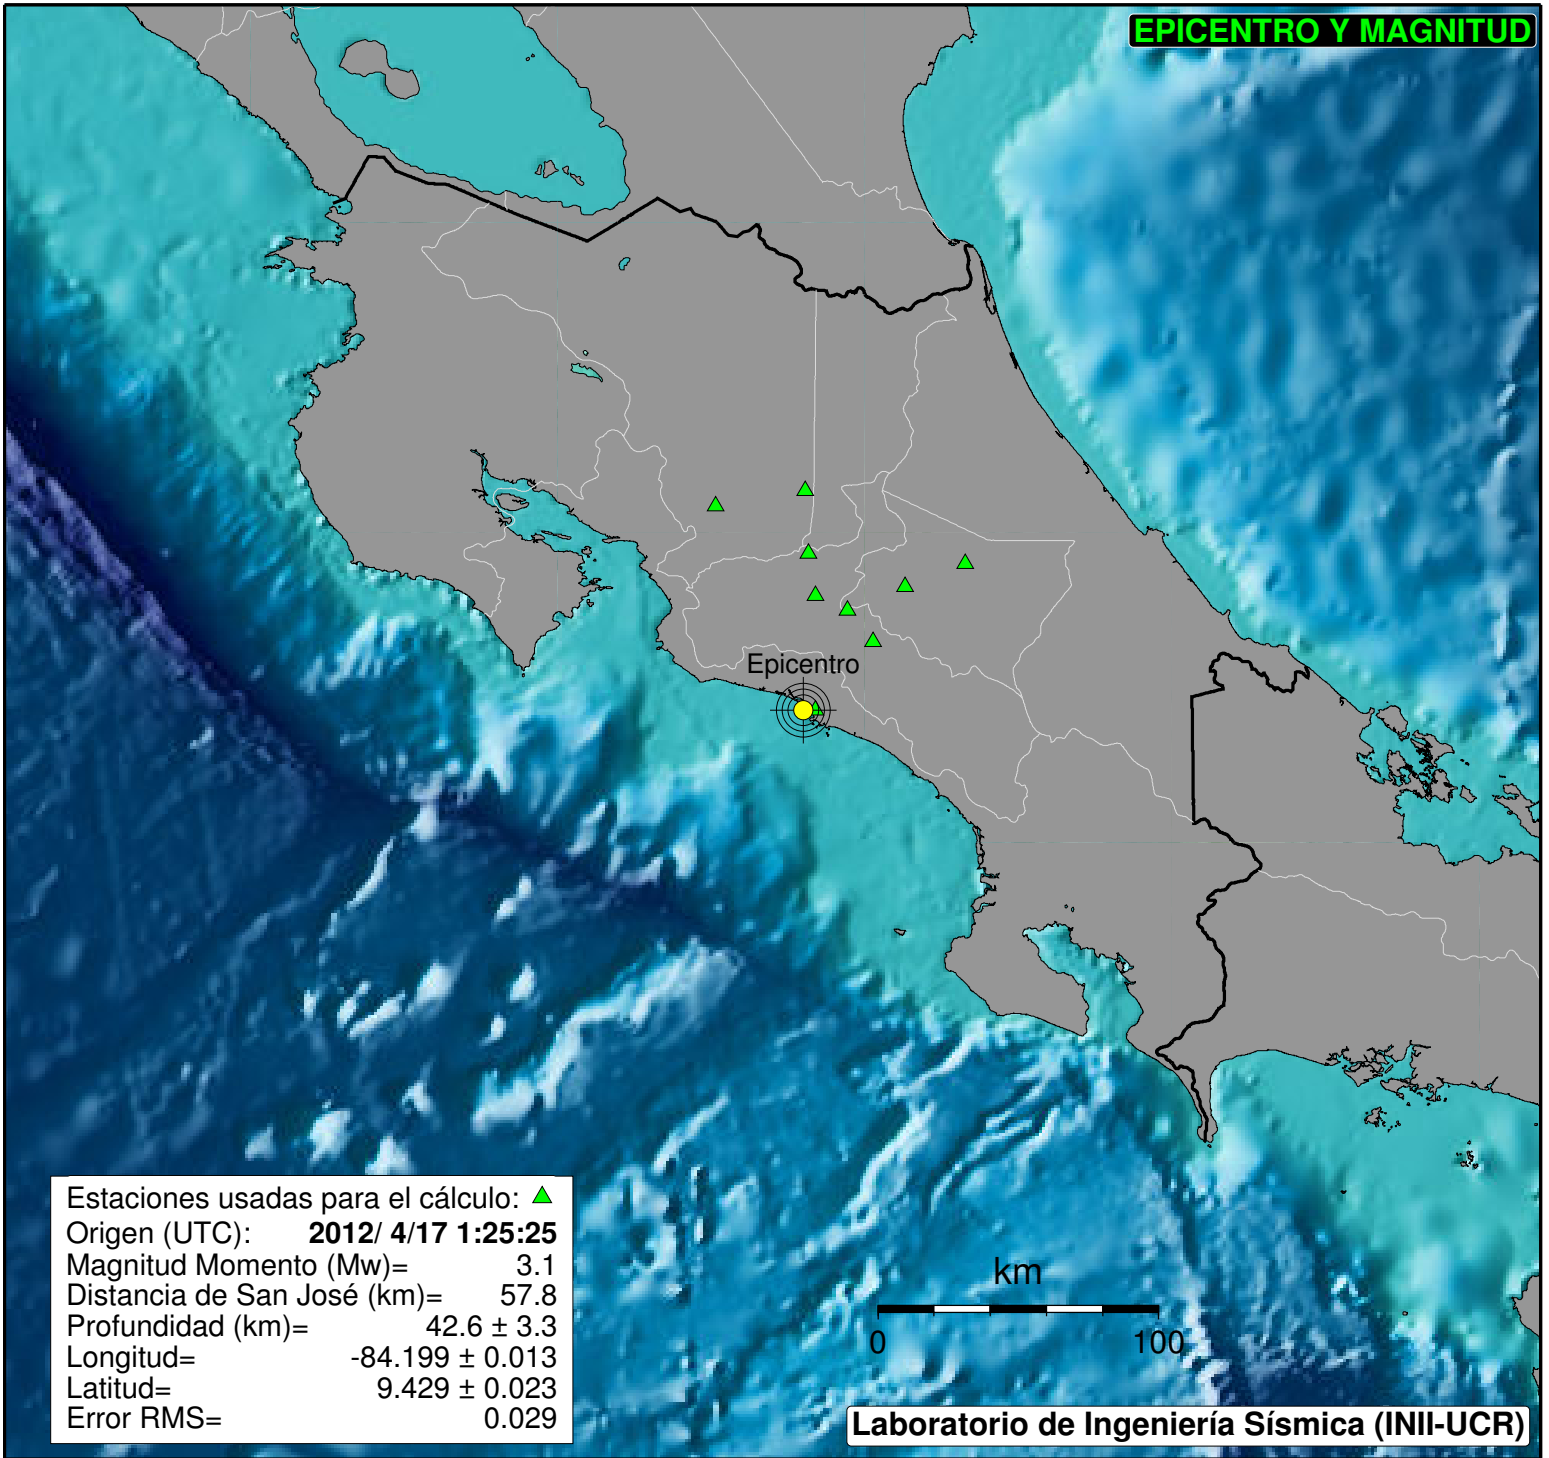 EPICENTRO Y MAGNITUD
Epicentro
Estaciones usadas para el cálculo:
Origen (UTC): 2012/ 4/17 1:25:25
Magnitud Momento (Mw)= 3.1
Distancia de San José (km)= 57.8
Profundidad (km)= 42.6 ± 3.3
Longitud= -84.199 ± 0.013
Latitud= 9.429 ± 0.023
Error RMS= 0.029
km
0 100
Laboratorio de Ingeniería Sísmica (INII-UCR)